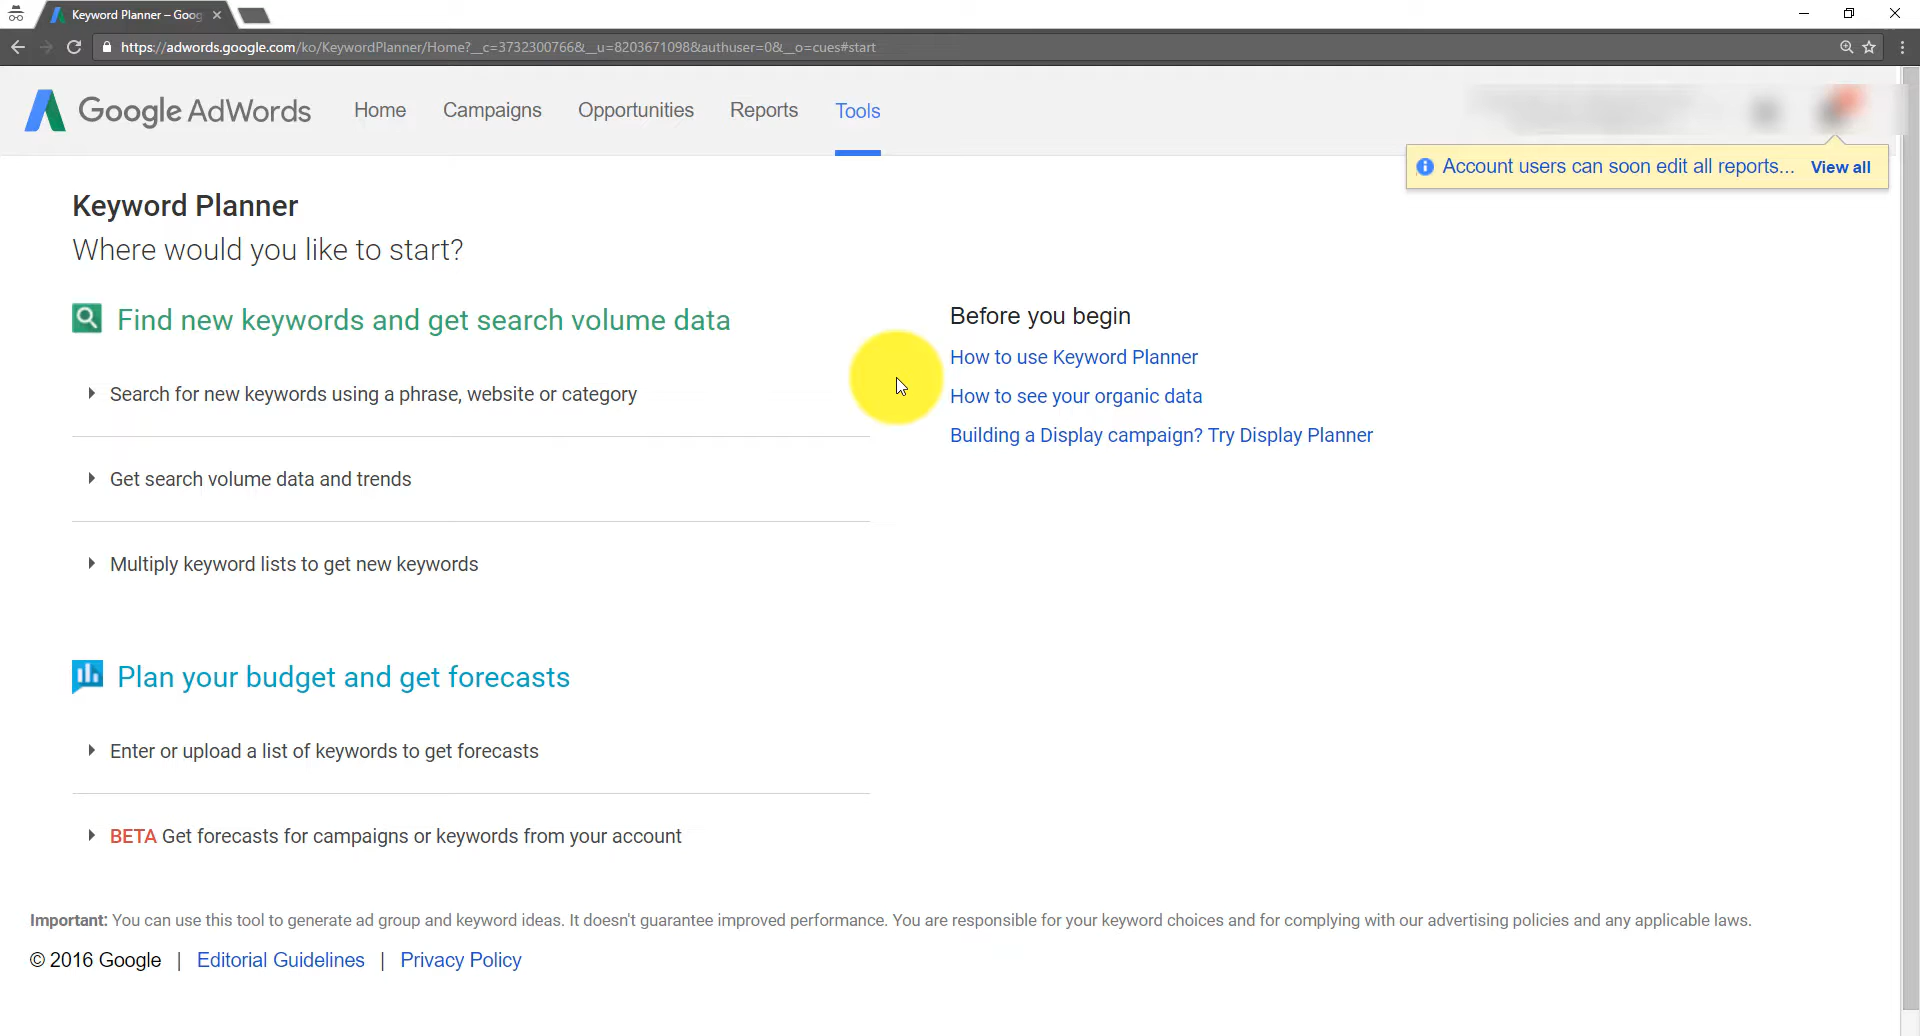 Keyword Planner – Goog
https://adwords.google.com/ko/KeywordPlanner/Home?__c=3732300766&__u=8203671098&authuser=0&__o=cues#start
Google AdWords Home Campaigns Opportunities Reports Tools
Account users can soon edit all reports... View all
Keyword Planner
Where would you like to start?
Find new keywords and get search volume data
Search for new keywords using a phrase, website or category
Get search volume data and trends
Multiply keyword lists to get new keywords
Before you begin
How to use Keyword Planner
How to see your organic data
Building a Display campaign? Try Display Planner
Plan your budget and get forecasts
Enter or upload a list of keywords to get forecasts
BETA Get forecasts for campaigns or keywords from your account
Important: You can use this tool to generate ad group and keyword ideas. It doesn't guarantee improved performance. You are responsible for your keyword choices and for complying with our advertising policies and any applicable laws.
© 2016 Google | Editorial Guidelines | Privacy Policy